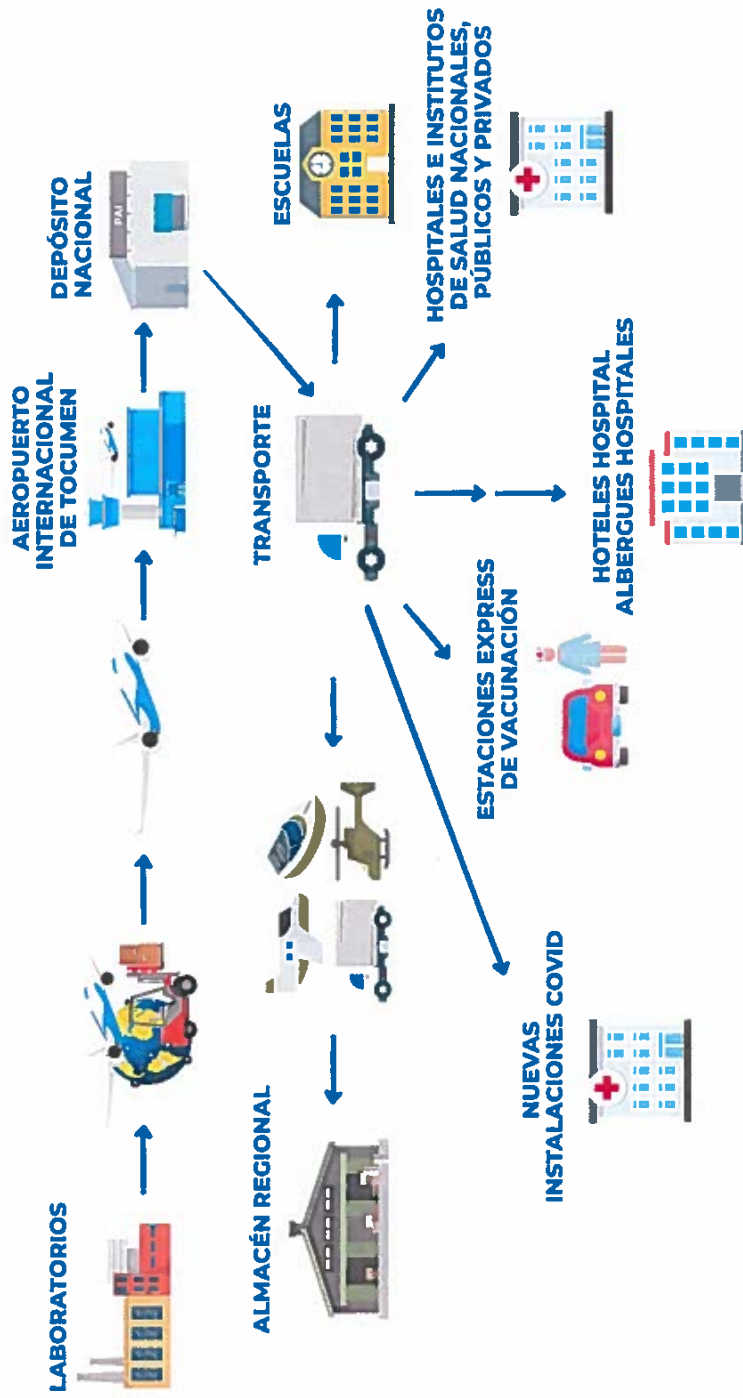 LABORATORIOS
AEROPUERTO
INTERNACIONAL
DE TOCUMEN
DEPÓSITO
NACIONAL
PAI
ALMACÉN REGIONAL
TRANSPORTE
ESCUELAS
NUEVAS
INSTALACIONES COVID
ESTACIONES EXPRESS
DE VACUNACIÓN
HOTELES HOSPITAL
ALBERGUES HOSPITALES
HOSPITALES E INSTITUTOS
DE SALUD NACIONALES,
PÚBLICOS Y PRIVADOS